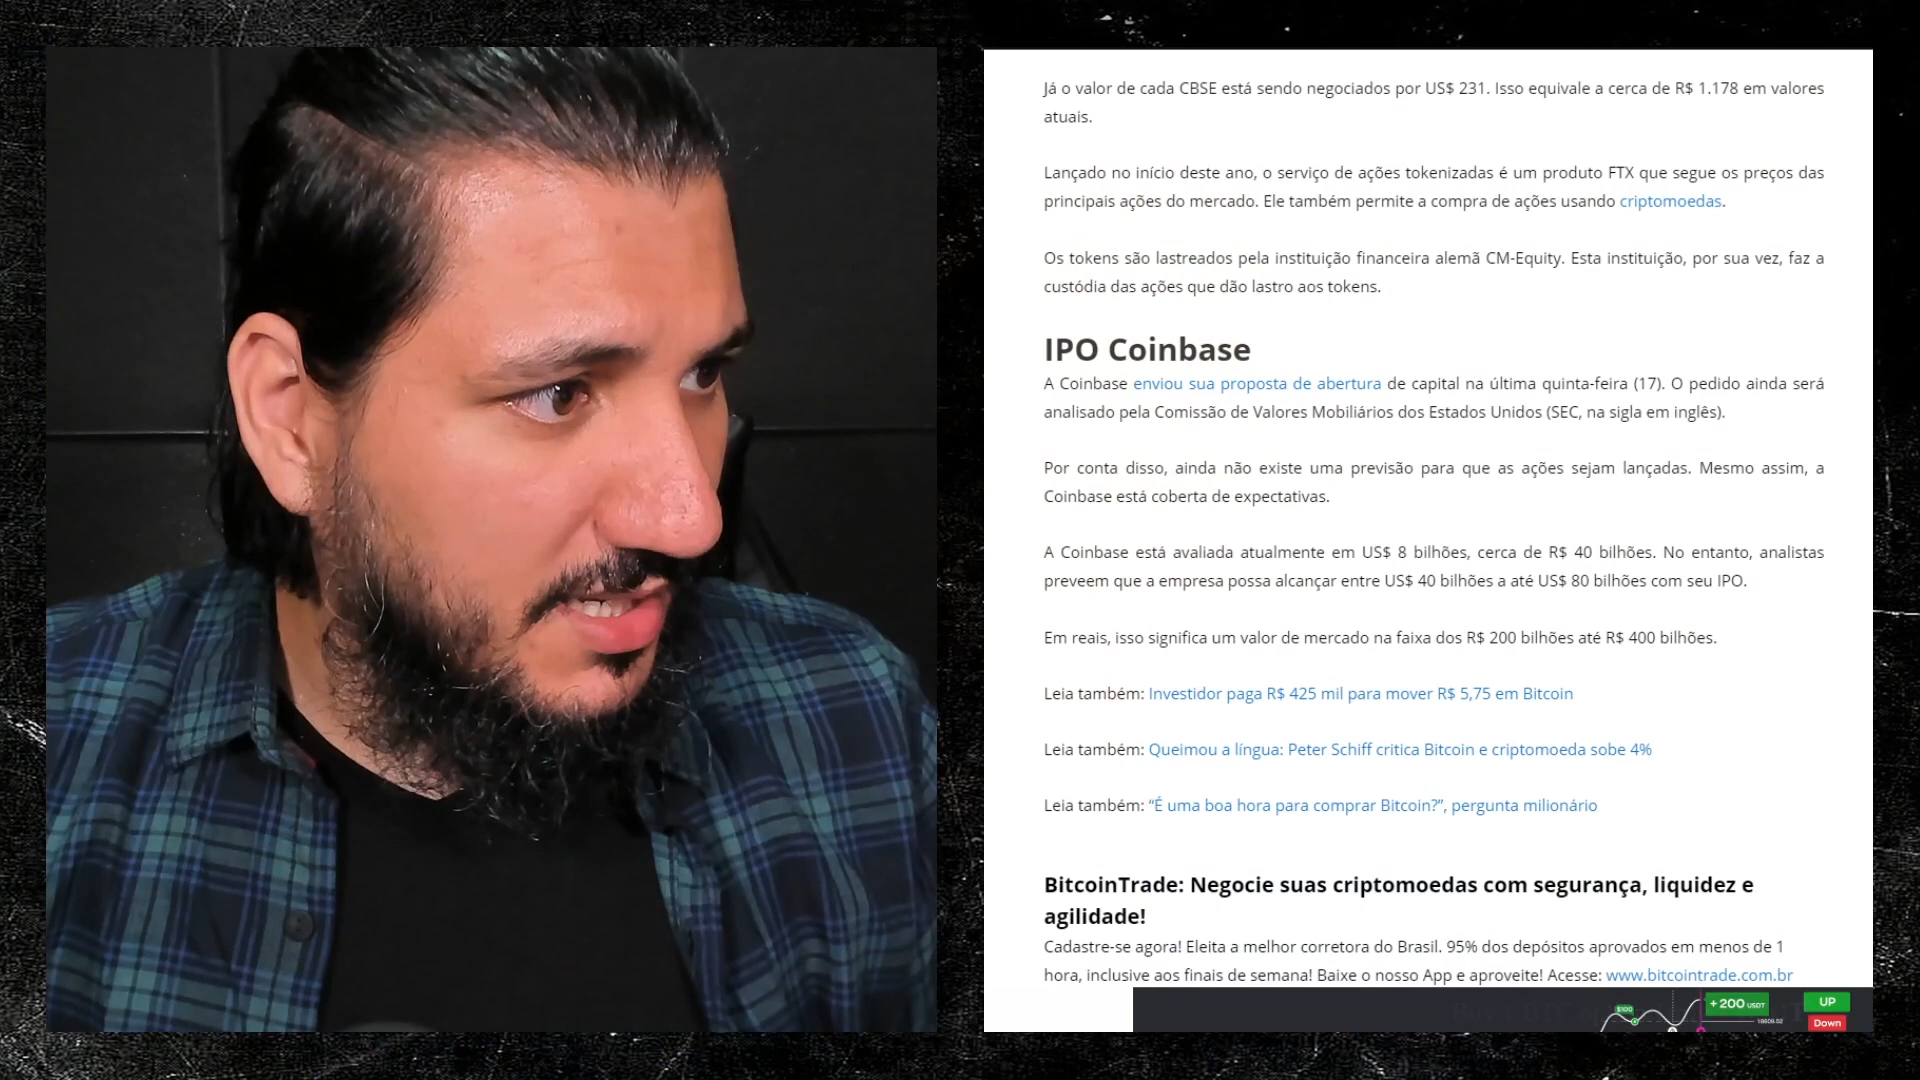 Já o valor de cada CBSE está sendo negociados por US$ 231. Isso equivale a cerca de R$ 1.178 em valores
atuais.
Lançado no início deste ano, o serviço de ações tokenizadas é um produto FTX que segue os preços das
principais ações do mercado. Ele também permite a compra de ações usando criptomoedas.
Os tokens são lastreados pela instituição financeira alemã CM-Equity. Esta instituição, por sua vez, faz a
custódia das ações que dão lastro aos tokens.
IPO Coinbase
A Coinbase enviou sua proposta de abertura de capital na última quinta-feira (17). O pedido ainda será
analisado pela Comissão de Valores Mobiliários dos Estados Unidos (SEC, na sigla em inglês).
Por conta disso, ainda não existe uma previsão para que as ações sejam lançadas. Mesmo assim, a
Coinbase está coberta de expectativas.
A Coinbase está avaliada atualmente em US$ 8 bilhões, cerca de R$ 40 bilhões. No entanto, analistas
preveem que a empresa possa alcançar entre US$ 40 bilhões a até US$ 80 bilhões com seu IPO.
Em reais, isso significa um valor de mercado na faixa dos R$ 200 bilhões até R$ 400 bilhões.
Leia também: Investidor paga R$ 425 mil para mover R$ 5,75 em Bitcoin
Leia também: Queimou a língua: Peter Schiff critica Bitcoin e criptomoeda sobe 4%
Leia também: “É uma boa hora para comprar Bitcoin?”, pergunta milionário
BitcoinTrade: Negocie suas criptomoedas com segurança, liquidez e
agilidade!
Cadastre-se agora! Eleita a melhor corretora do Brasil. 95% dos depósitos aprovados em menos de 1
hora, inclusive aos finais de semana! Baixe o nosso App e aproveite! Acesse: www.bitcointrade.com.br
$100
+200 USDT
UP
Down